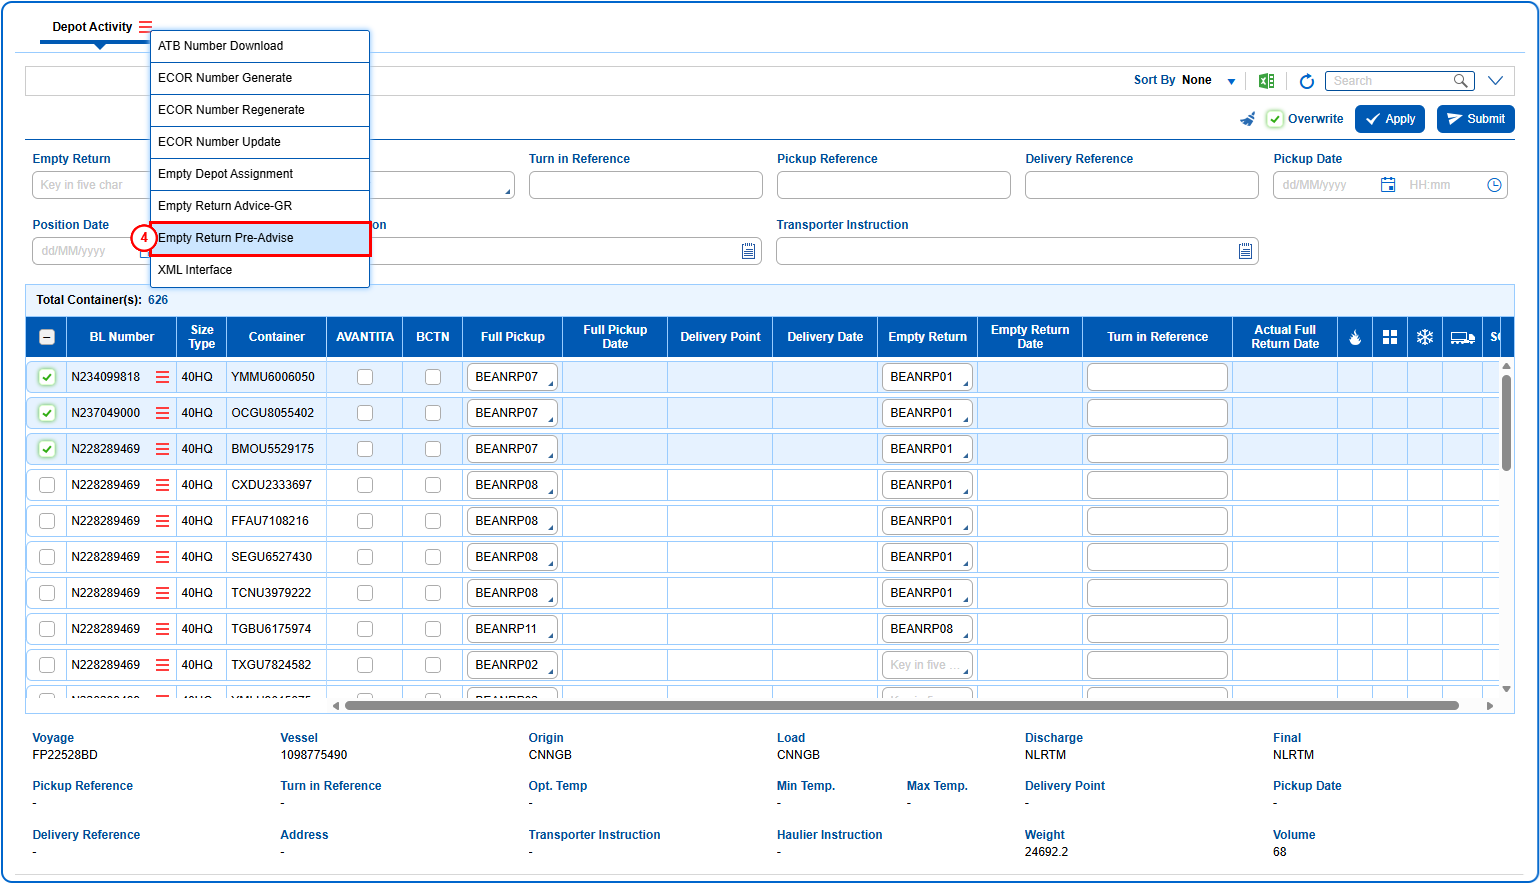 Depot Activity
ATB Number Download
ECOR Number Generate
ECOR Number Regenerate
ECOR Number Update
Empty Depot Assignment
Empty Return Advice-GR
4 Empty Return Pre-Advise
XML Interface
Sort By None Search
Overwrite Apply Submit
Empty Return Turn in Reference Pickup Reference Delivery Reference Pickup Date
Key in five char dd/MM/yyyy HH:mm
Position Date on Transporter Instruction
dd/MM/yyyy
Total Container(s): 626
BL Number Size Type Container AVANTITA BCTN Full Pickup Full Pickup Date Delivery Point Delivery Date Empty Return Empty Return Date Turn in Reference Actual Full Return Date
N234099818 40HQ YMMU6006050 BEANRP07 BEANRP01
N237049000 40HQ OCGU8055402 BEANRP07 BEANRP01
N228289469 40HQ BMOU5529175 BEANRP07 BEANRP01
N228289469 40HQ CXDU2333697 BEANRP08 BEANRP01
N228289469 40HQ FFAU7108216 BEANRP08 BEANRP01
N228289469 40HQ SEGU6527430 BEANRP08 BEANRP01
N228289469 40HQ TCNU3979222 BEANRP08 BEANRP01
N228289469 40HQ TGBU6175974 BEANRP11 BEANRP08
N228289469 40HQ TXGU7824582 BEANRP02 Key in five ...
Voyage Vessel Origin Load Discharge Final
FP22528BD 1098775490 CNNGB CNNGB NLRTM NLRTM
Pickup Reference Turn in Reference Opt. Temp Min Temp. Max Temp. Delivery Point Pickup Date
- - - - - - -
Delivery Reference Address Transporter Instruction Haulier Instruction Weight Volume
- - - - 24692.2 68